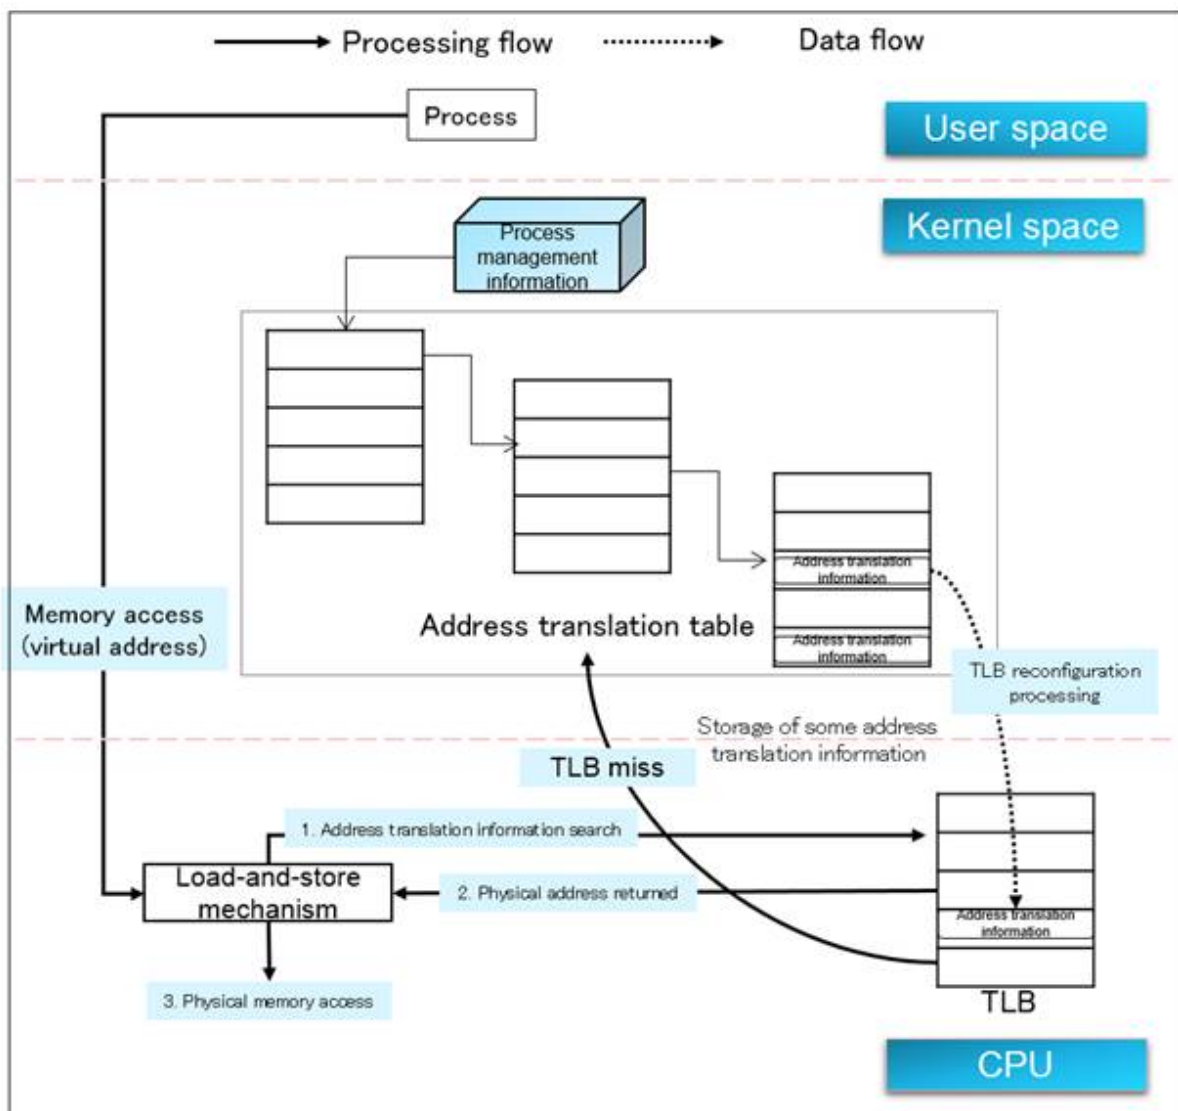 Processing flow
Data flow
Process
User space
Kernel space
Process
management
information
Address translation
information
Address translation table
Address translation
information
Memory access
(virtual address)
TLB reconfiguration
processing
Storage of some address
translation information
TLB miss
1. Address translation information search
Load-and-store
mechanism
2. Physical address returned
Address translation
information
3. Physical memory access
TLB
CPU